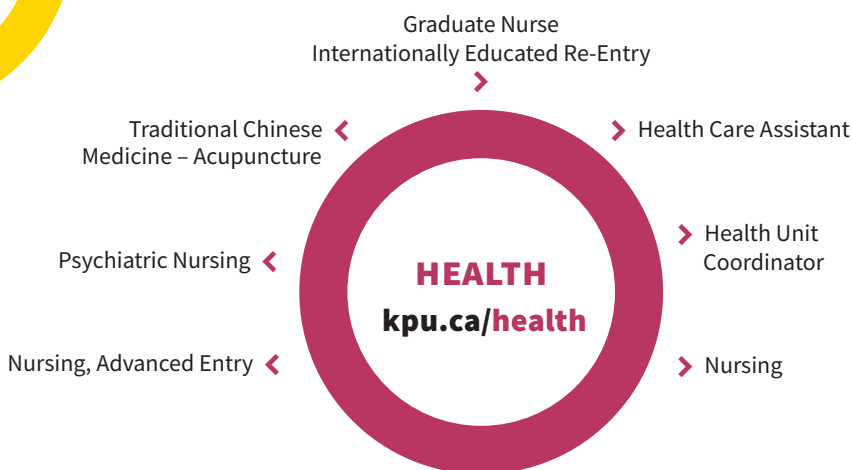 Graduate Nurse
Internationally Educated Re-Entry
Traditional Chinese
Medicine – Acupuncture
Health Care Assistant
Psychiatric Nursing
Health Unit
Coordinator
HEALTH
kpu.ca/health
Nursing, Advanced Entry
Nursing